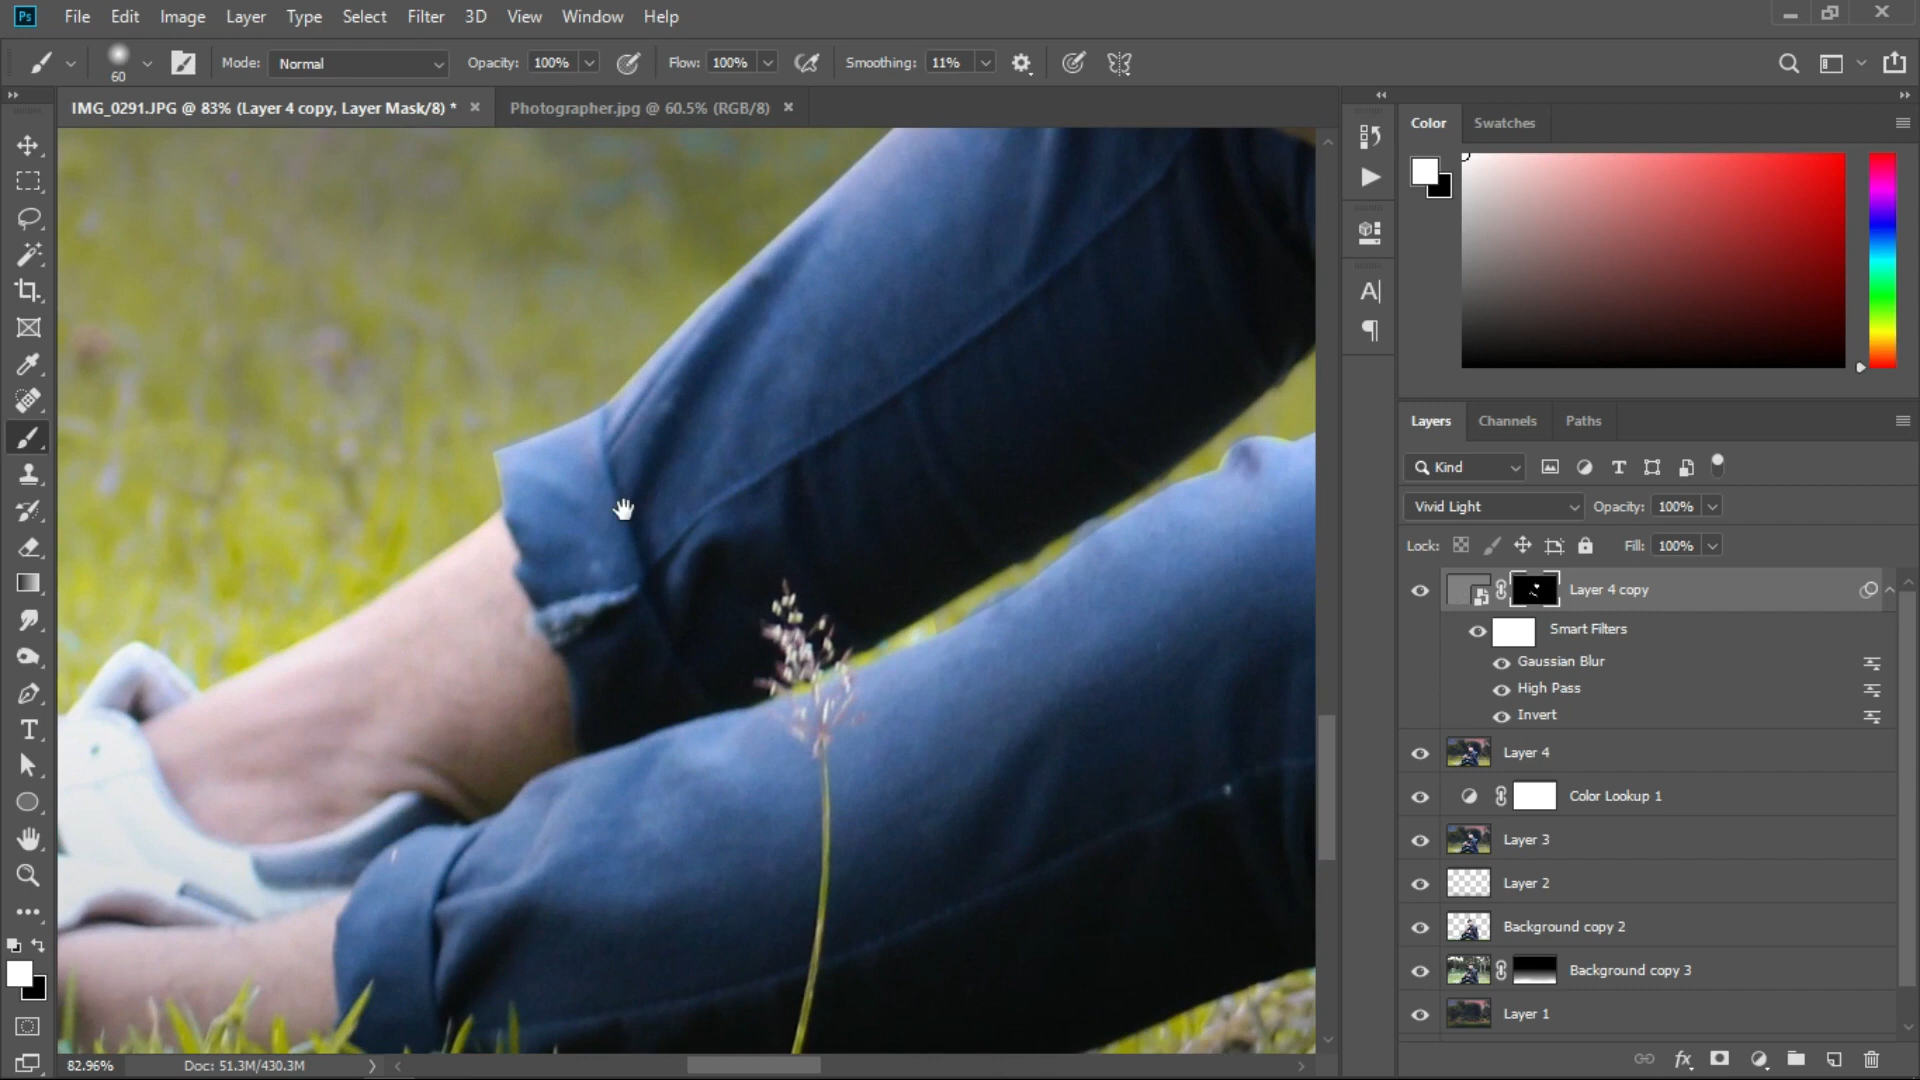 Ps File Edit Image Layer Type Select Filter 3D View Window Help
60 Mode: Normal Opacity: 100% Flow: 100% Smoothing: 11%
IMG_0291.JPG @ 83% (Layer 4 copy, Layer Mask/8) * Photographer.jpg @ 60.5% (RGB/8)
Color Swatches
Layers Channels Paths
Kind
Vivid Light Opacity: 100%
Lock: Fill: 100%
Layer 4 copy
Smart Filters
Gaussian Blur
High Pass
Invert
Layer 4
Color Lookup 1
Layer 3
Layer 2
Background copy 2
Background copy 3
Layer 1
82.96% Doc: 51.3M/430.3M